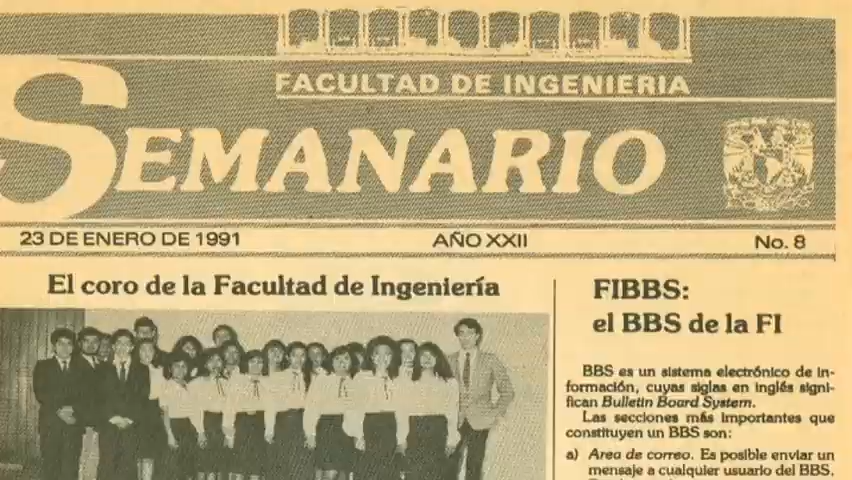 FACULTAD DE INGENIERIA
SEMANARIO
23 DE ENERO DE 1991 AÑO XXII No. 8
El coro de la Facultad de Ingeniería
FIBBS:
el BBS de la FI
BBS es un sistema electrónico de in-
formación, cuyas siglas en inglés signi-
fican Bulletin Board System.
Las secciones más importantes que
constituyen un BBS son:
a) Area de correo. Es posible enviar un
mensaje a cualquier usuario del BBS.